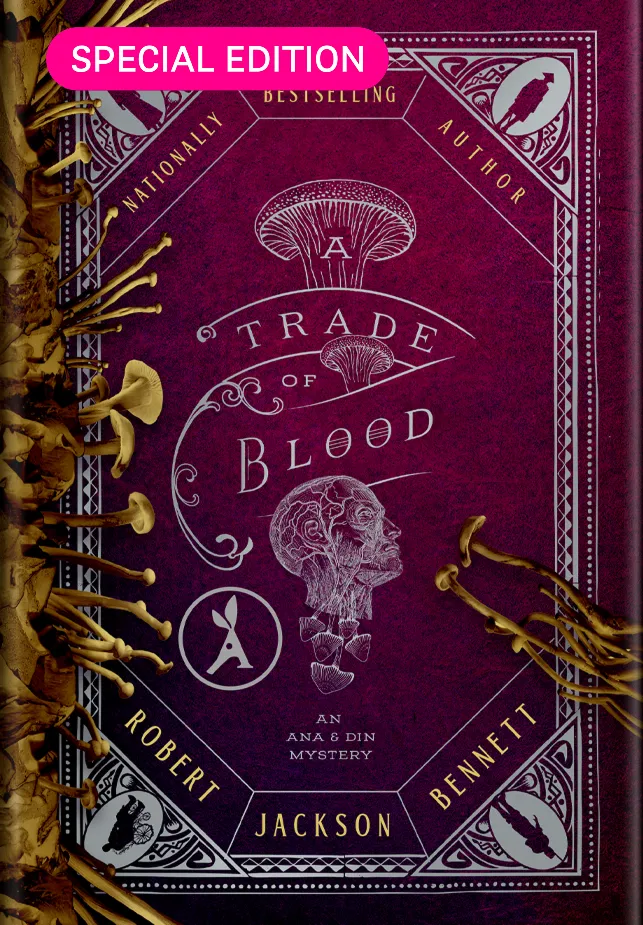 SPECIAL EDITION
NATIONALLY
BESTSELLING
AUTHOR
A
TRADE
OF
BLOOD
AN
ANA & DIN
MYSTERY
ROBERT
JACKSON
BENNETT